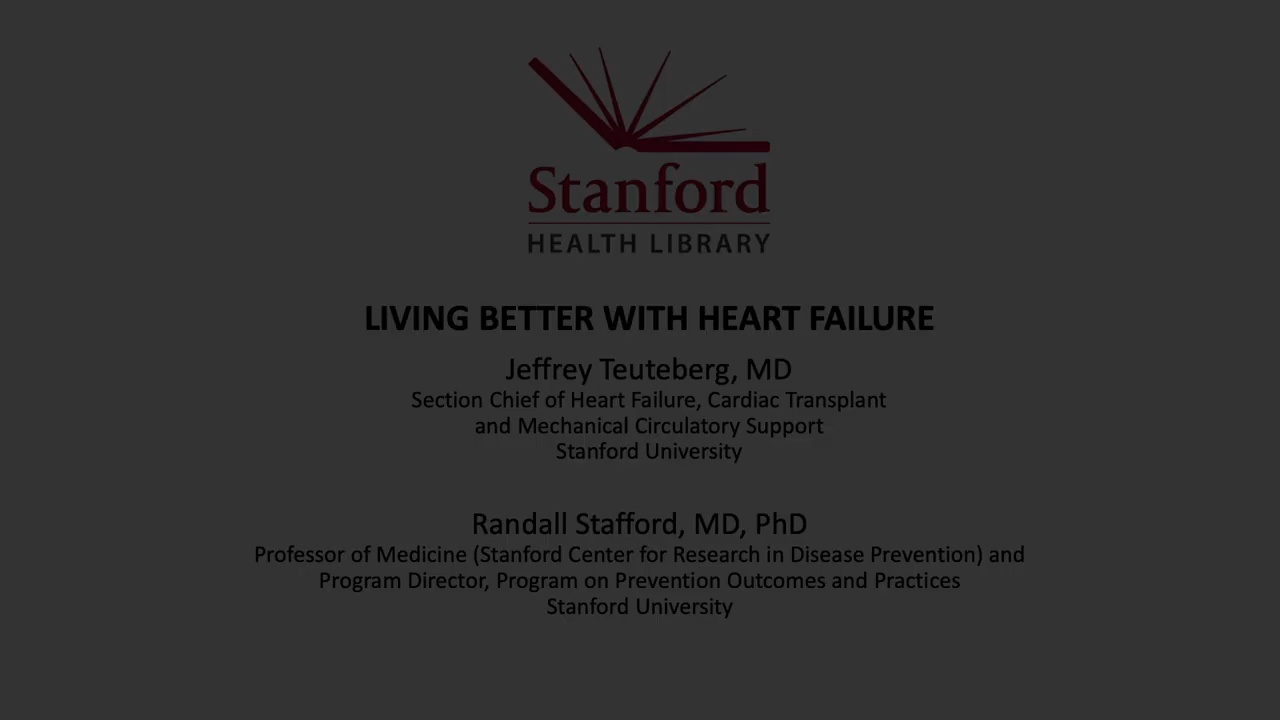 Stanford
HEALTH LIBRARY
LIVING BETTER WITH HEART FAILURE
Jeffrey Teuteberg, MD
Section Chief of Heart Failure, Cardiac Transplant
and Mechanical Circulatory Support
Stanford University
Randall Stafford, MD, PhD
Professor of Medicine (Stanford Center for Research in Disease Prevention) and
Program Director, Program on Prevention Outcomes and Practices
Stanford University